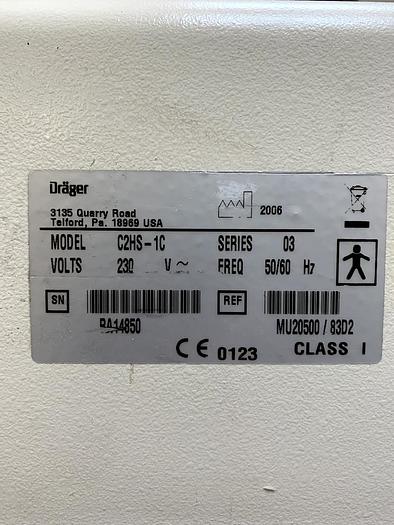 Dräger
3135 Quarry Road
Telford, Pa. 18969 USA
2006
MODEL C2HS-1C SERIES 03
VOLTS 230 V ~ FREQ 50/60 Hz
SN REF
BA14850 MU20500 / 83D2
CE 0123 CLASS I